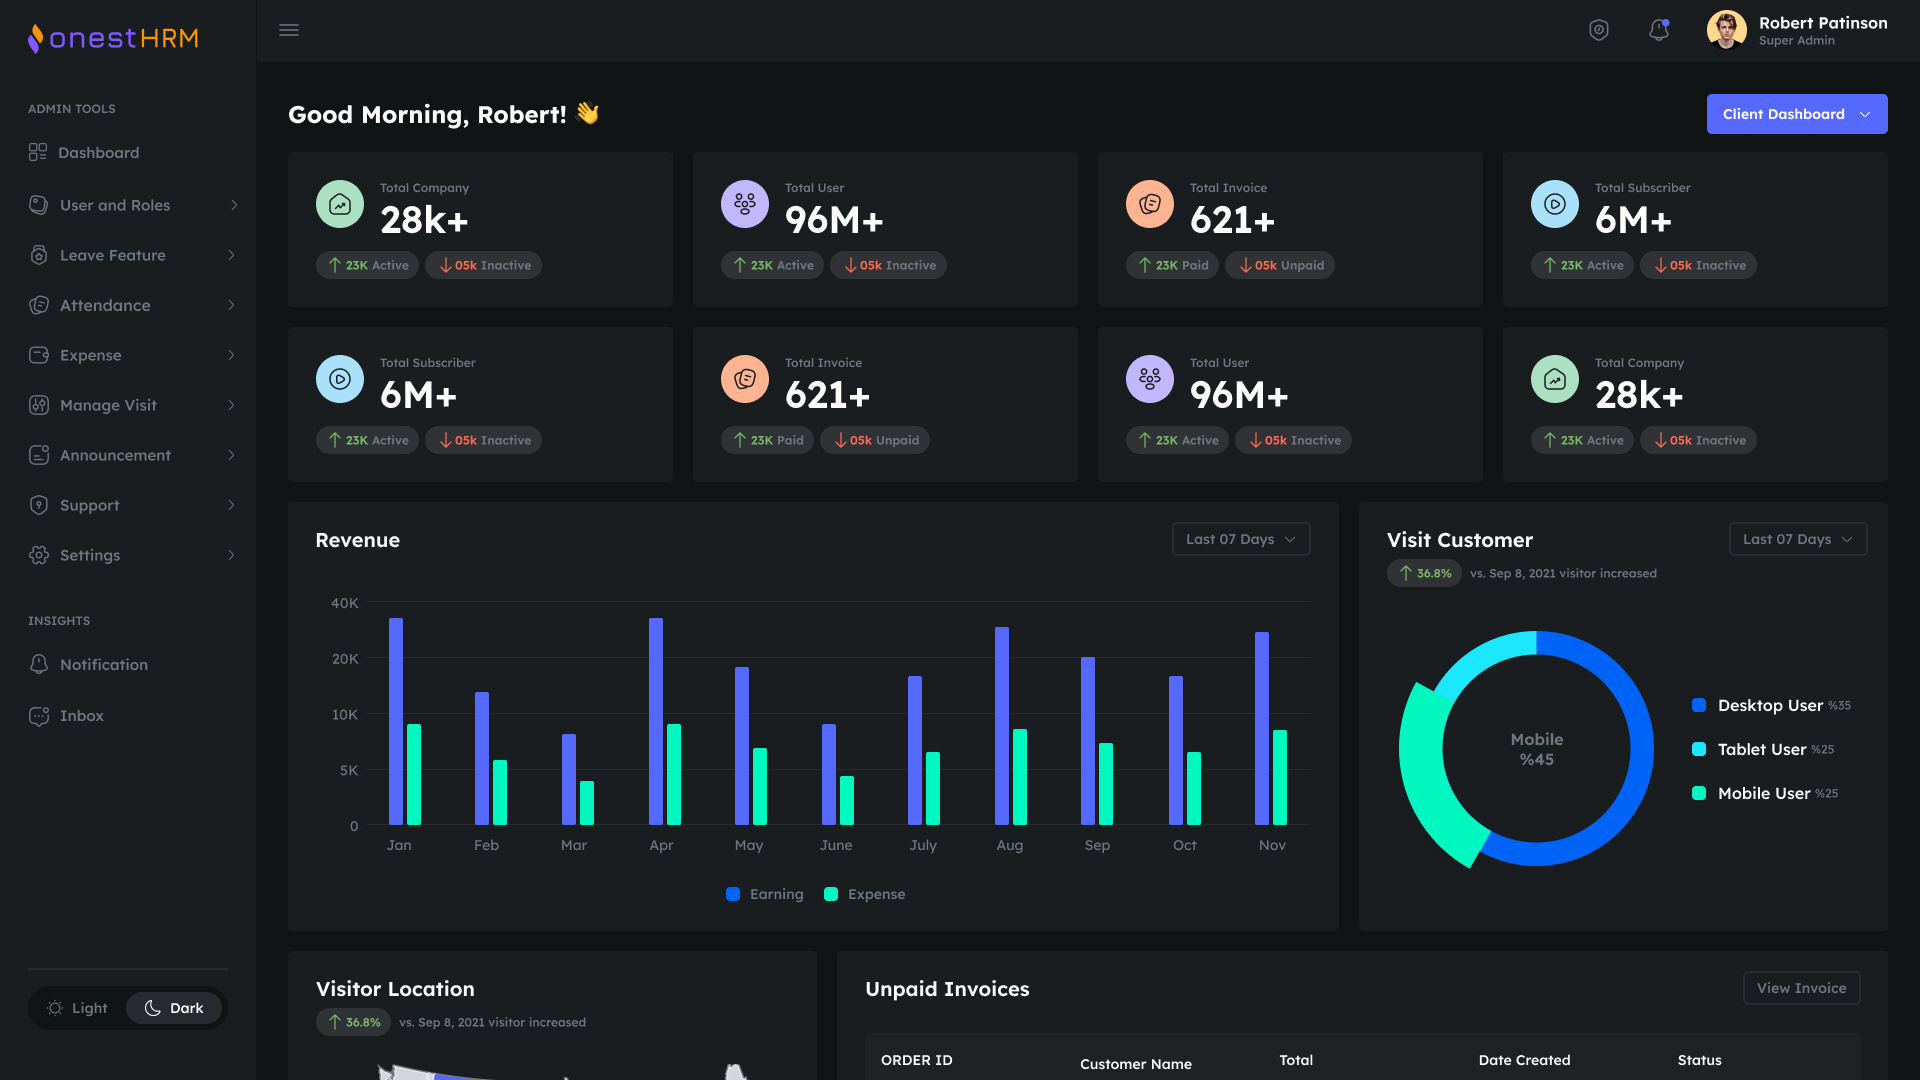 onestHRM
Robert Patinson
Super Admin
ADMIN TOOLS
Dashboard
User and Roles
Leave Feature
Attendance
Expense
Manage Visit
Announcement
Support
Settings
INSIGHTS
Notification
Inbox
Light
Dark
Good Morning, Robert! 👋
Client Dashboard
Total Company
28k+
23K Active
05k Inactive
Total User
96M+
23K Active
05k Inactive
Total Invoice
621+
23K Paid
05k Unpaid
Total Subscriber
6M+
23K Active
05k Inactive
Total Subscriber
6M+
23K Active
05k Inactive
Total Invoice
621+
23K Paid
05k Unpaid
Total User
96M+
23K Active
05k Inactive
Total Company
28k+
23K Active
05k Inactive
Revenue
Last 07 Days
40K
20K
10K
5K
0
Jan Feb Mar Apr May June July Aug Sep Oct Nov
Earning Expense
Visit Customer
Last 07 Days
36.8% vs. Sep 8, 2021 visitor increased
Mobile
%45
Desktop User %35
Tablet User %25
Mobile User %25
Visitor Location
36.8% vs. Sep 8, 2021 visitor increased
Unpaid Invoices
View Invoice
ORDER ID Customer Name Total Date Created Status